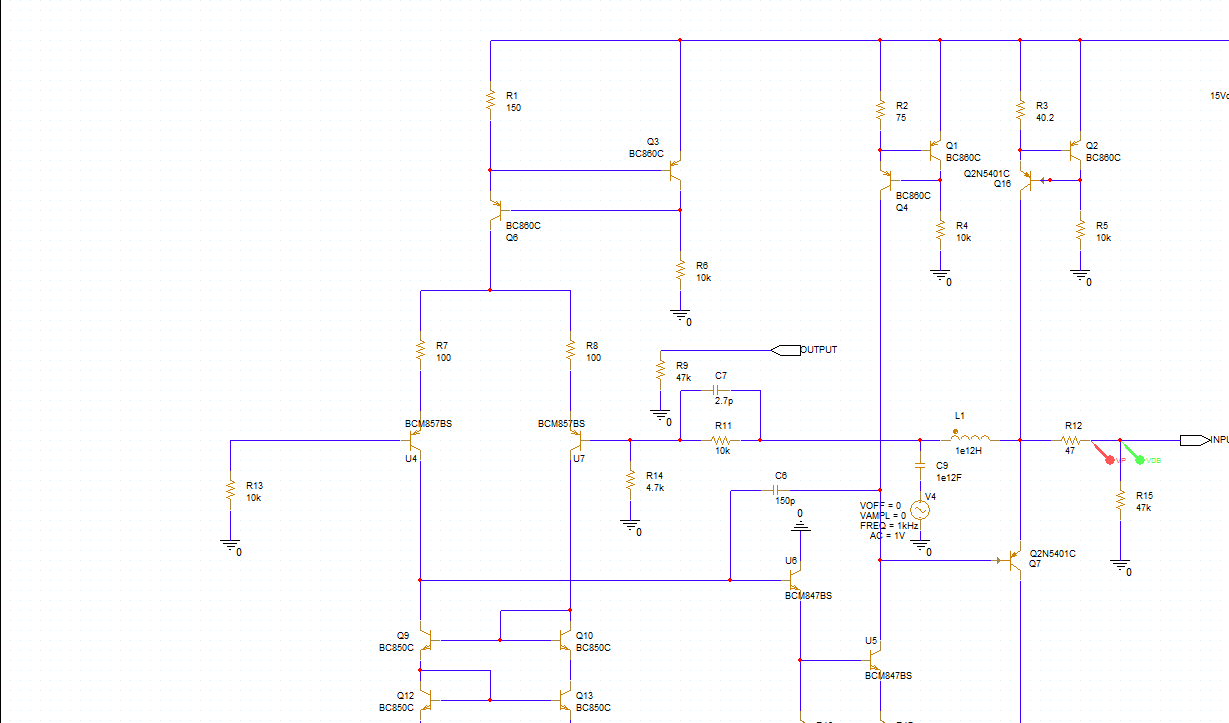 R1
150
Q3
BC860C
R2
75
Q1
BC860C
R3
40.2
Q2
BC860C
Q2N5401C
Q16
BC860C
Q4
BC860C
Q6
R4
10k
R5
10k
R6
10k
0
0
0
R7
100
R8
100
OUTPUT
R9
47k
C7
2.7p
0
BCM857BS
U4
BCM857BS
U7
R11
10k
L1
1e12H
R12
47
VP
VDB
R13
10k
0
R14
4.7k
0
C6
150p
C9
1e12F
V4
VOFF = 0
VAMPL = 0
FREQ = 1kHz
AC = 1V
0
0
R15
47k
0
U6
BCM847BS
Q2N5401C
Q7
Q9
BC850C
Q10
BC850C
U5
BCM847BS
Q12
BC850C
Q13
BC850C